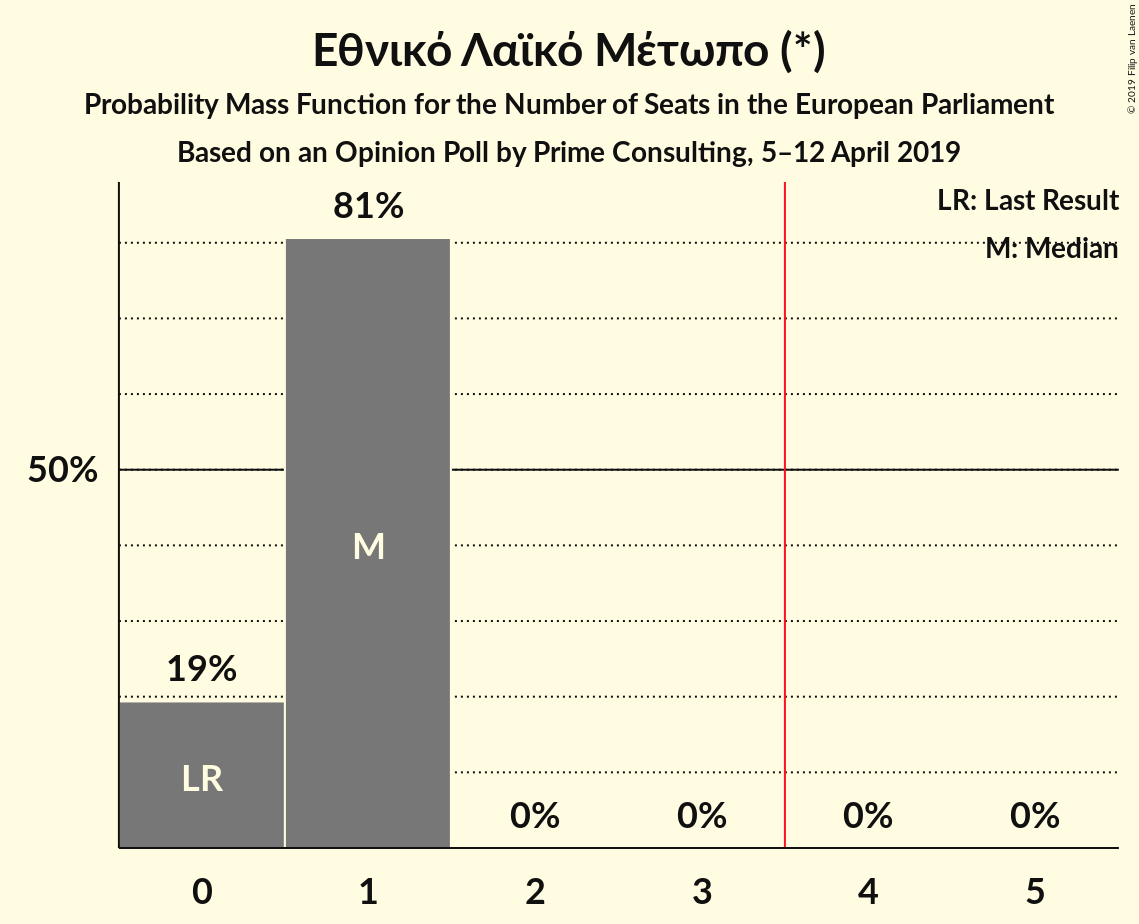 Εθνικό Λαϊκό Μέτωπο (*)
Probability Mass Function for the Number of Seats in the European Parliament
Based on an Opinion Poll by Prime Consulting, 5–12 April 2019
© 2019 Filip van Laenen
LR: Last Result
M: Median
81%
50%
M
19%
LR
0% 0% 0% 0%
0 1 2 3 4 5